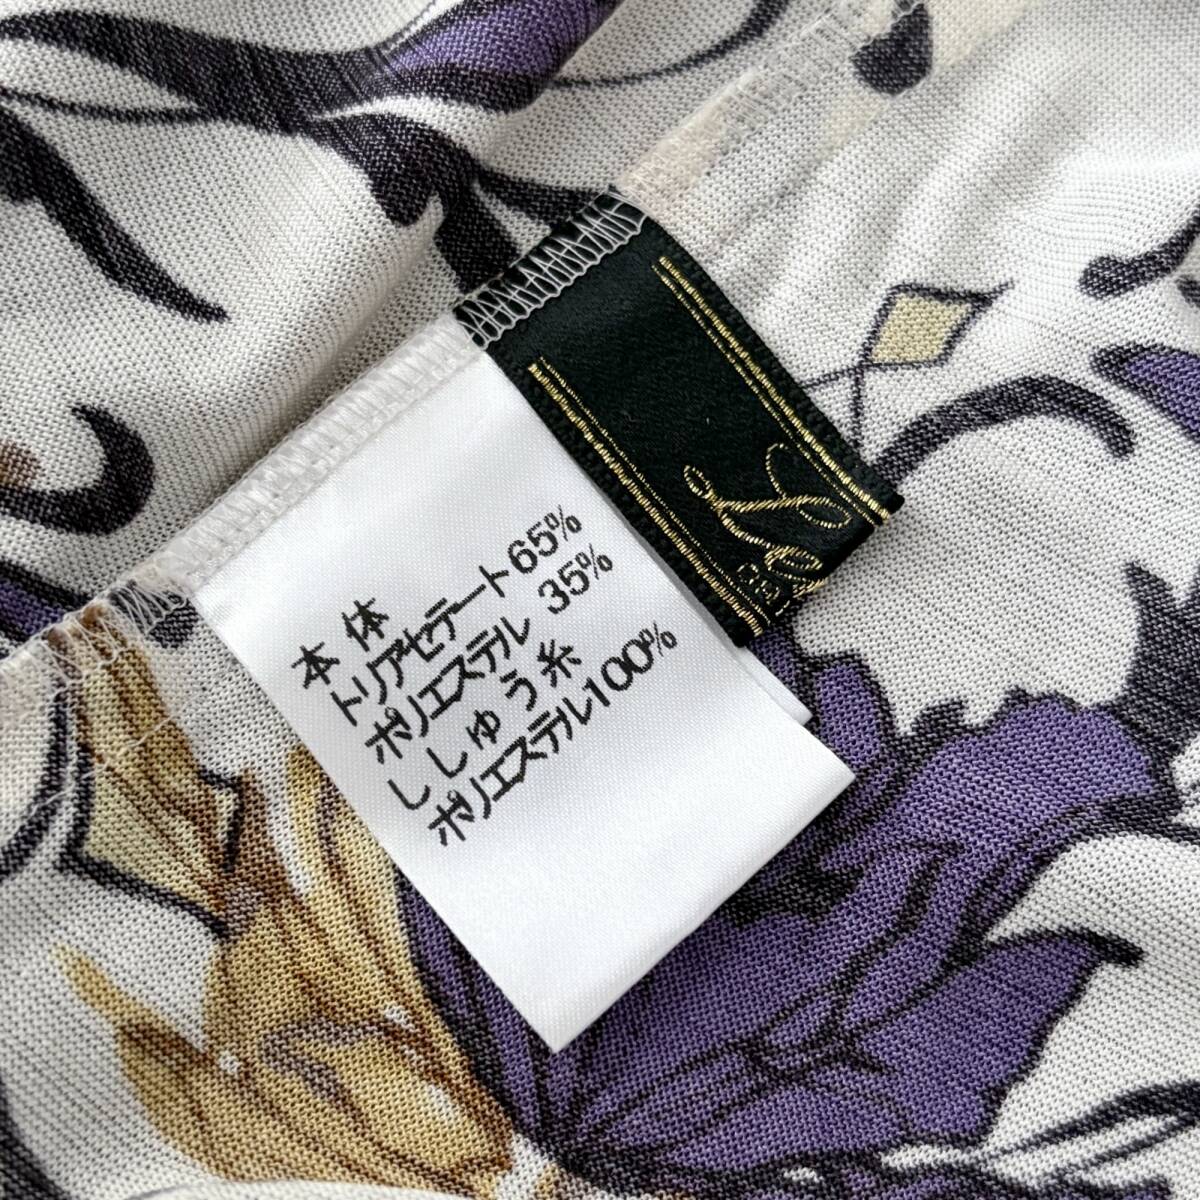 本体
トリアセテート65%
ポリエステル 35%
ししゅう糸
ポリエステル100%